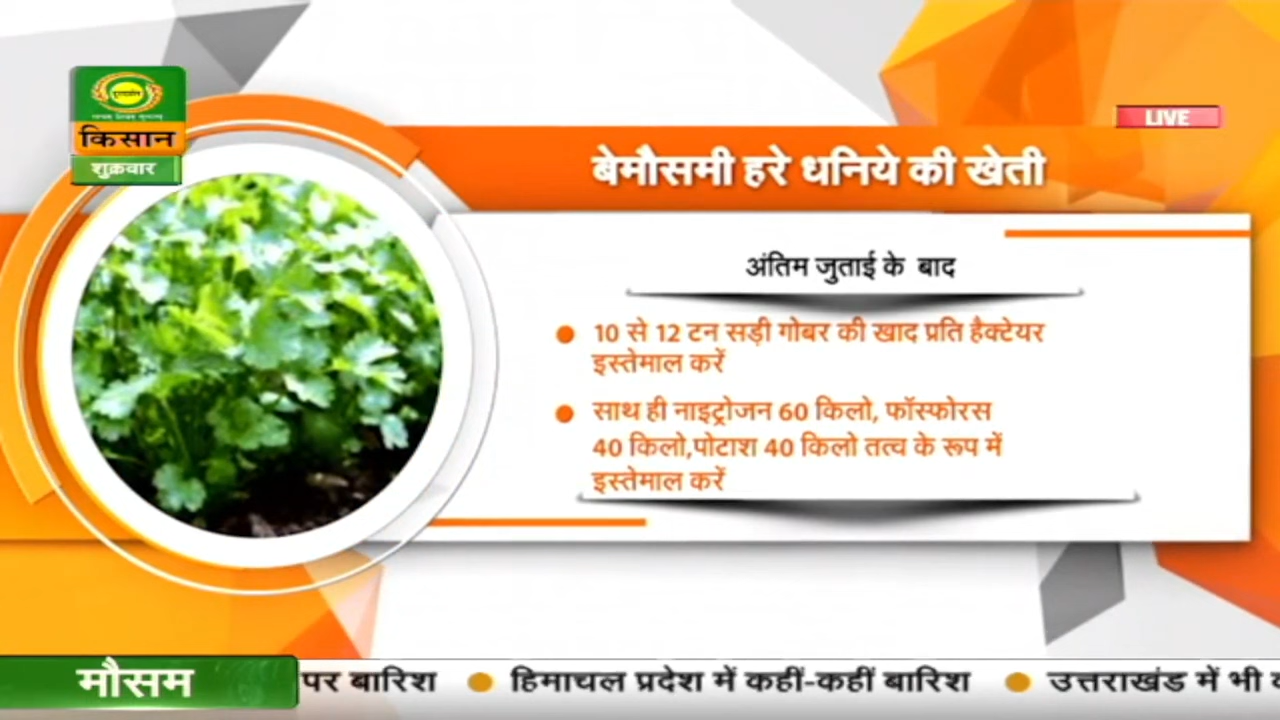 किसान
शुक्रवार
LIVE
बेमौसमी हरे धनिये की खेती
अंतिम जुताई के बाद
10 से 12 टन सड़ी गोबर की खाद प्रति हैक्टेयर
इस्तेमाल करें
साथ ही नाइट्रोजन 60 किलो, फॉस्फोरस
40 किलो,पोटाश 40 किलो तत्व के रूप में
इस्तेमाल करें
मौसम
पर बारिश
हिमाचल प्रदेश में कहीं-कहीं बारिश
उत्तराखंड में भी